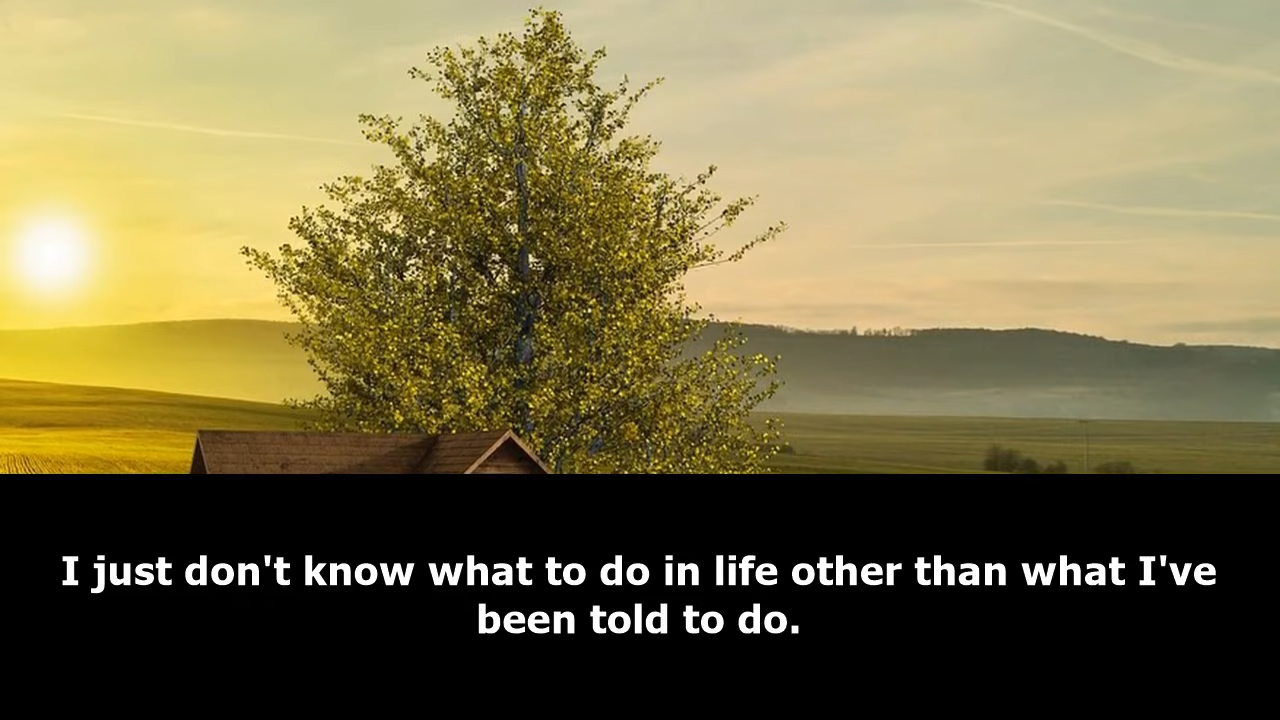 I just don't know what to do in life other than what I've
been told to do.